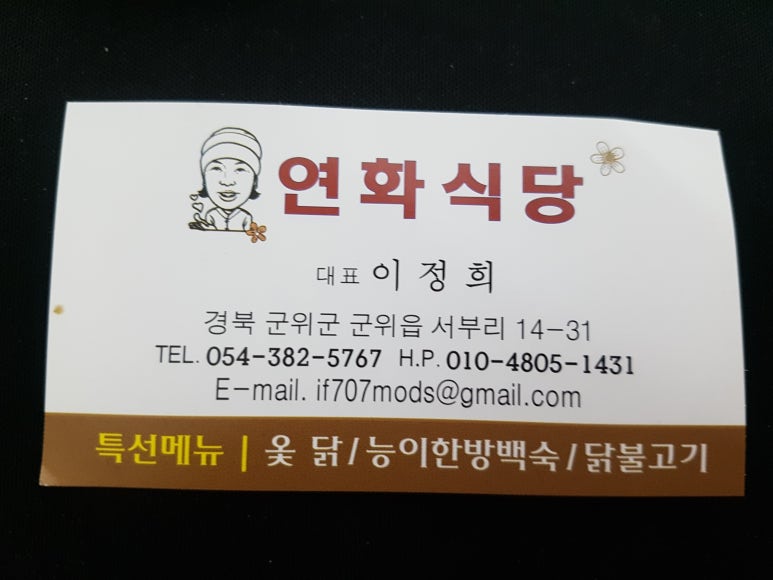 연화식당
대표 이정희
경북 군위군 군위읍 서부리 14-31
TEL. 054-382-5767 H.P. 010-4805-1431
E-mail. if707mods@gmail.com
특선메뉴 | 옻 닭/능이한방백숙/닭불고기